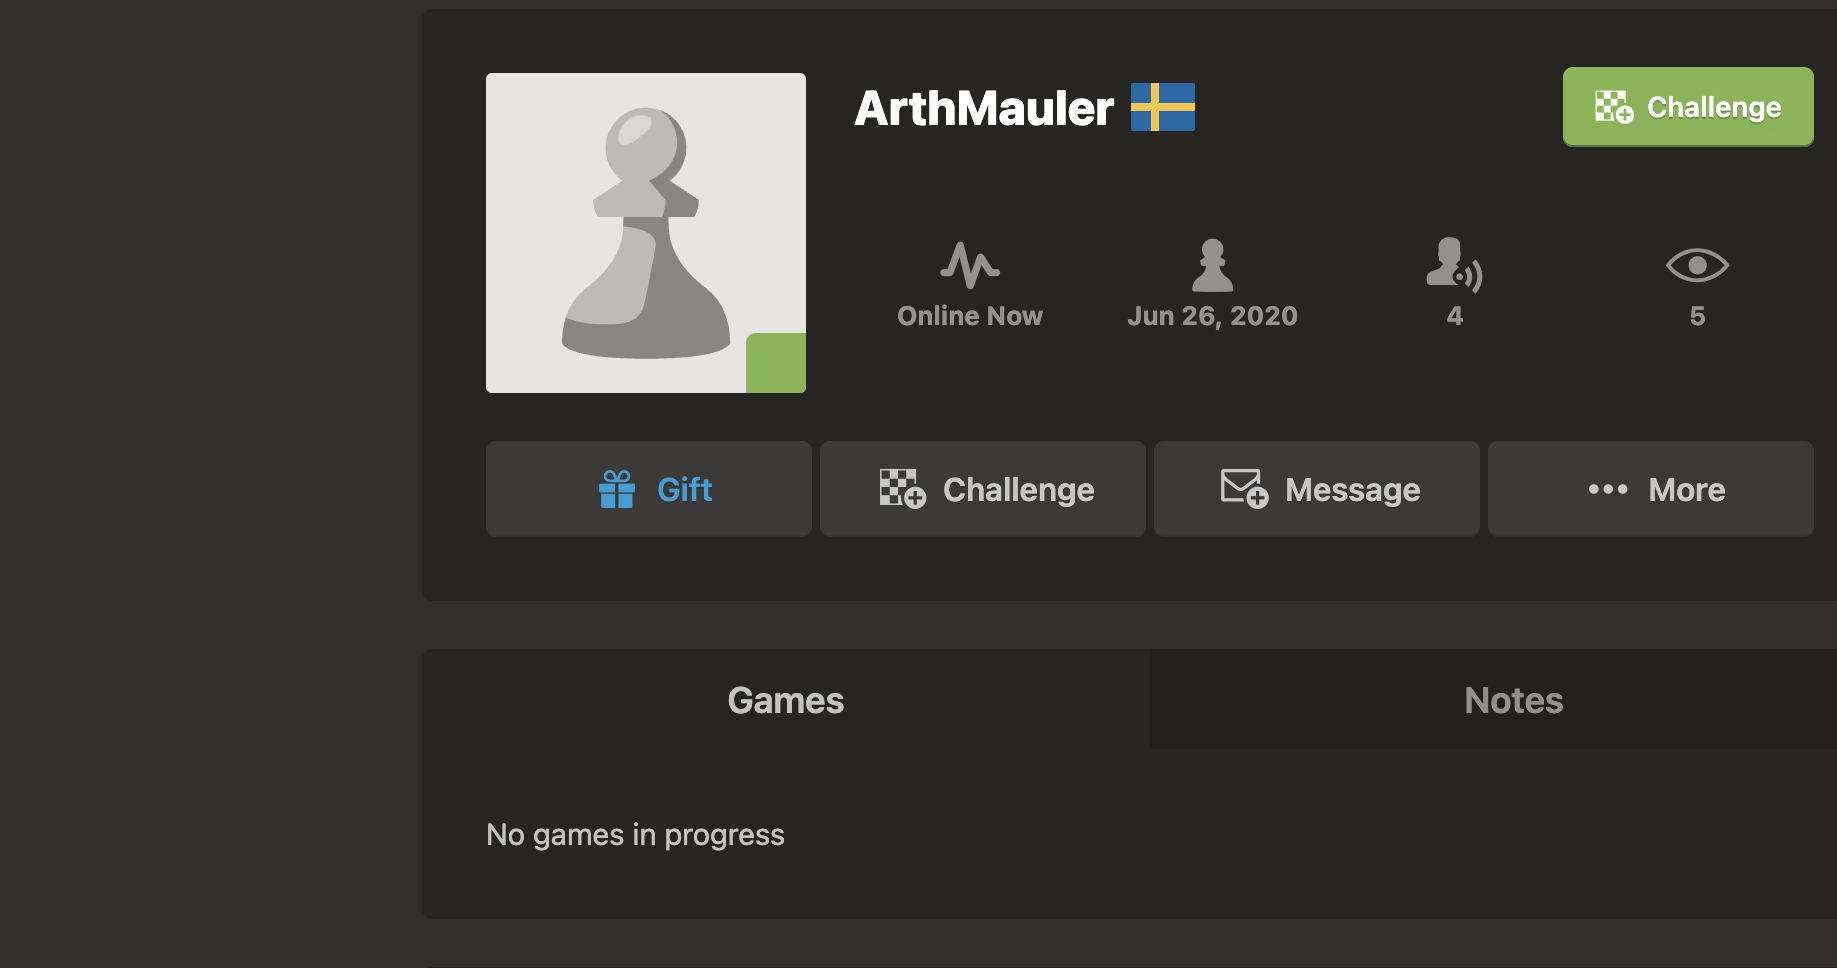 ArthMauler
Challenge
Online Now
Jun 26, 2020
4
5
Gift
Challenge
Message
More
Games
Notes
No games in progress